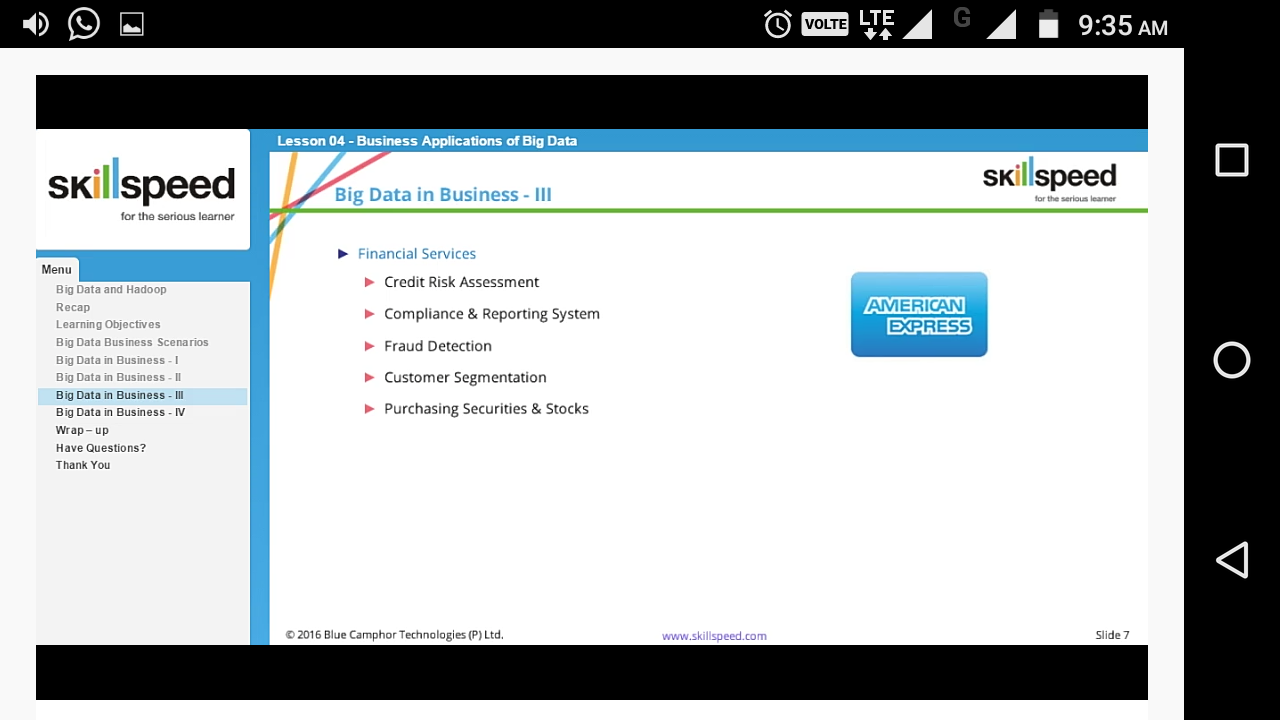 VOLTE LTE G 9:35 AM
Lesson 04 - Business Applications of Big Data
skillspeed
for the serious learner
Menu
Big Data and Hadoop
Recap
Learning Objectives
Big Data Business Scenarios
Big Data in Business - I
Big Data in Business - II
Big Data in Business - III
Big Data in Business - IV
Wrap – up
Have Questions?
Thank You
Big Data in Business - III
skillspeed
for the serious learner
Financial Services
Credit Risk Assessment
Compliance & Reporting System
Fraud Detection
Customer Segmentation
Purchasing Securities & Stocks
AMERICAN
EXPRESS
© 2016 Blue Camphor Technologies (P) Ltd.
www.skillspeed.com
Slide 7